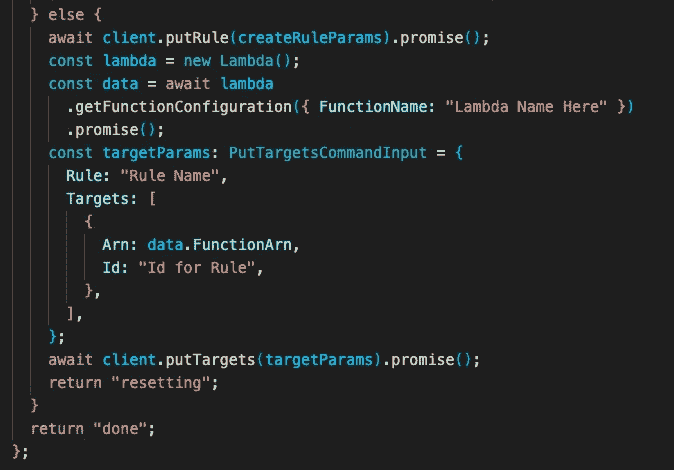 } else {
await client.putRule(createRuleParams).promise();
const lambda = new Lambda();
const data = await lambda
.getFunctionConfiguration({ FunctionName: "Lambda Name Here" })
.promise();
const targetParams: PutTargetsCommandInput = {
Rule: "Rule Name",
Targets: [
{
Arn: data.FunctionArn,
Id: "Id for Rule",
},
],
};
await client.putTargets(targetParams).promise();
return "resetting";
}
return "done";
};